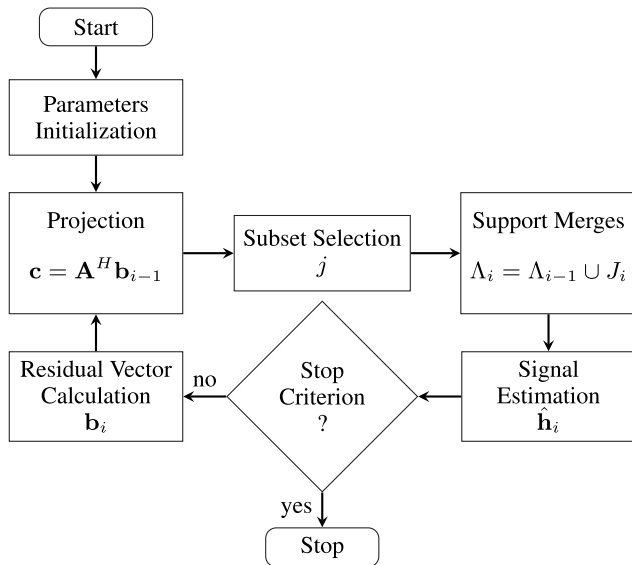 Start
Parameters
Initialization
Projection
c = A^H b_{i−1}
Subset Selection
j
Support Merges
Λ_i = Λ_{i−1} ∪ J_i
Residual Vector
Calculation
b_i
no
Stop
Criterion
?
Signal
Estimation
ĥ_i
yes
Stop